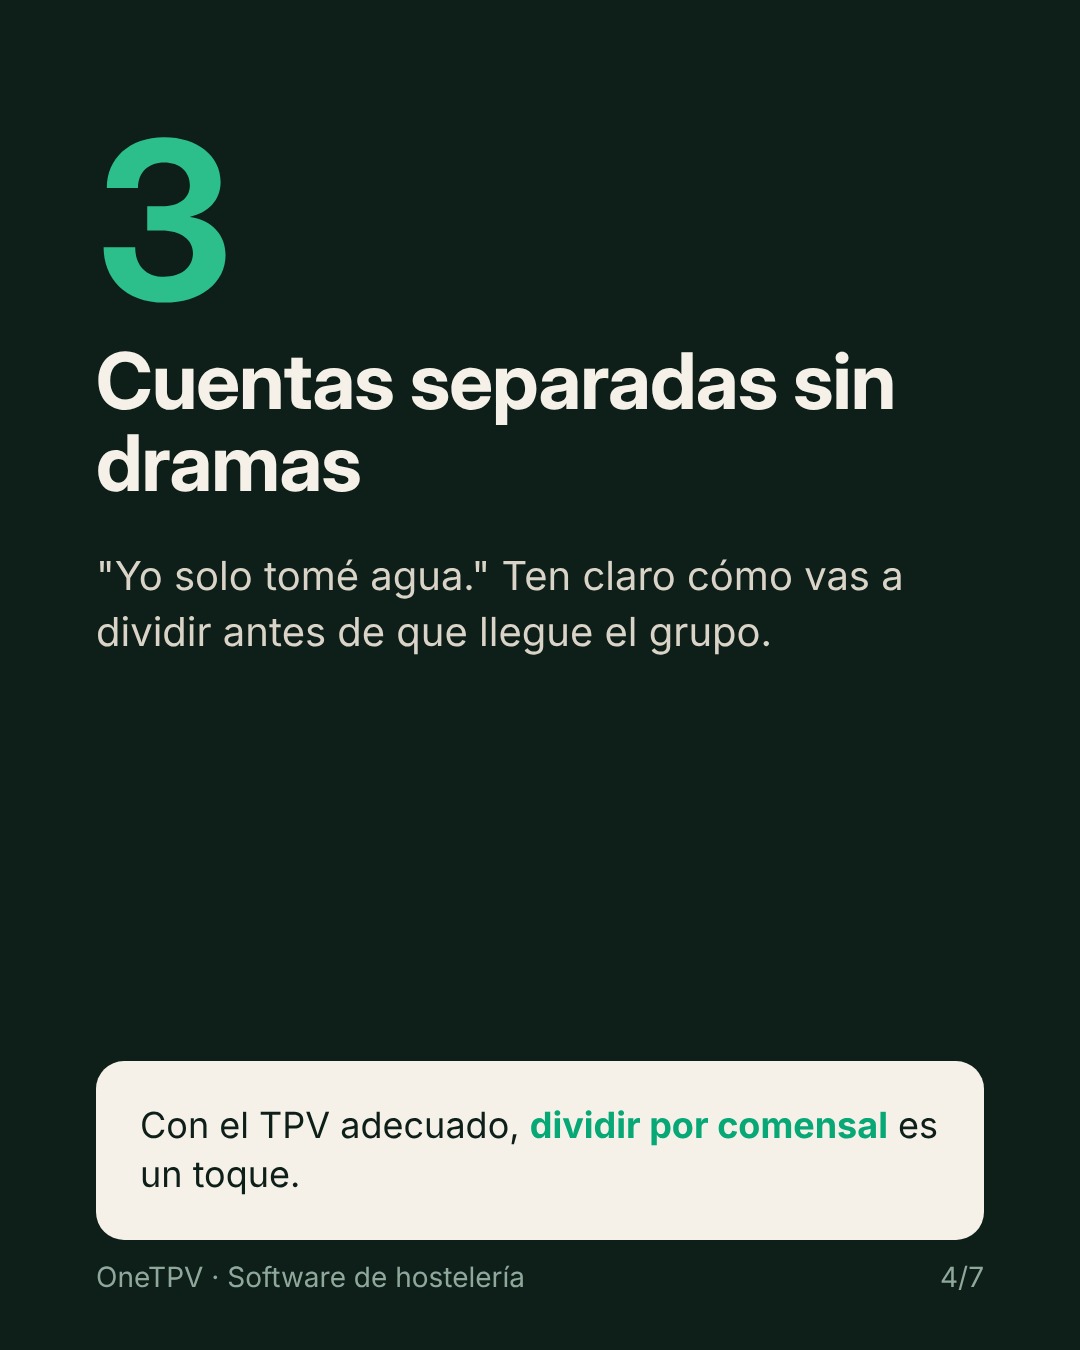 3
Cuentas separadas sin
dramas
"Yo solo tomé agua." Ten claro cómo vas a
dividir antes de que llegue el grupo.
Con el TPV adecuado, dividir por comensal es
un toque.
OneTPV · Software de hostelería
4/7